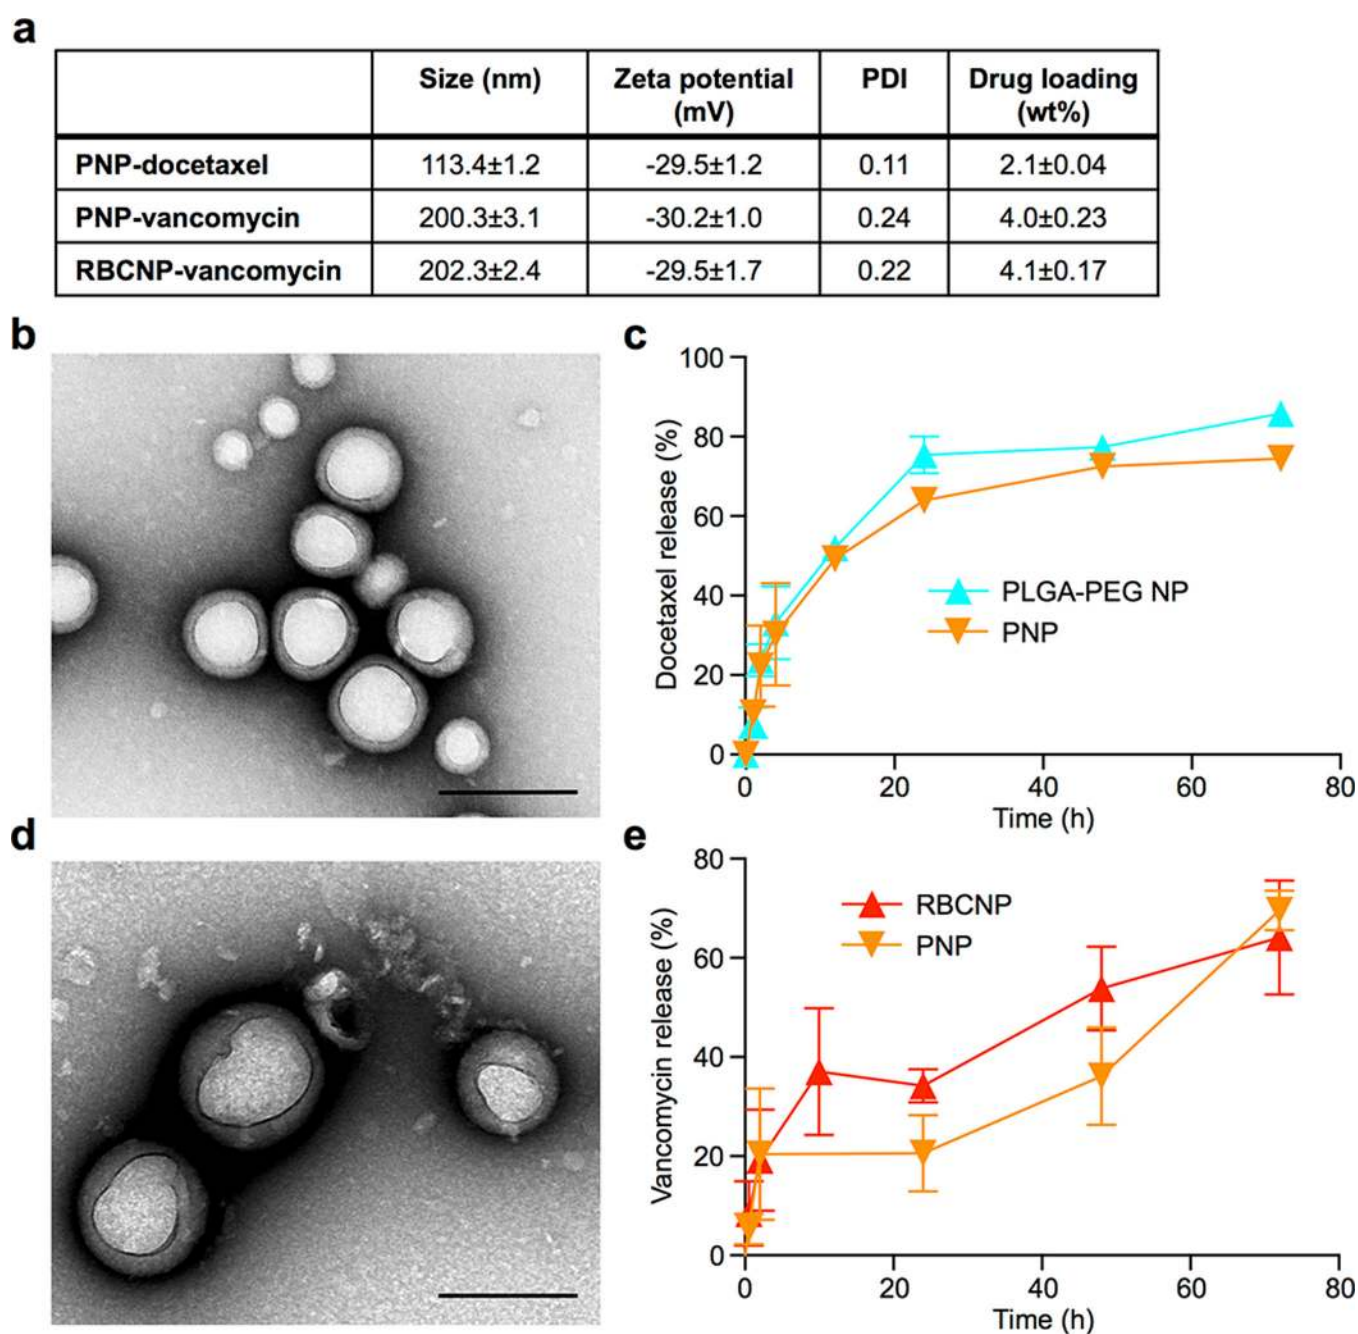 a
Size (nm) Zeta potential (mV) PDI Drug loading (wt%)
PNP-docetaxel 113.4±1.2 -29.5±1.2 0.11 2.1±0.04
PNP-vancomycin 200.3±3.1 -30.2±1.0 0.24 4.0±0.23
RBCNP-vancomycin 202.3±2.4 -29.5±1.7 0.22 4.1±0.17
b
c
100
80
60
40
20
0
Docetaxel release (%)
PLGA-PEG NP
PNP
0 20 40 60 80
Time (h)
d
e
80
60
40
20
0
Vancomycin release (%)
RBCNP
PNP
0 20 40 60 80
Time (h)